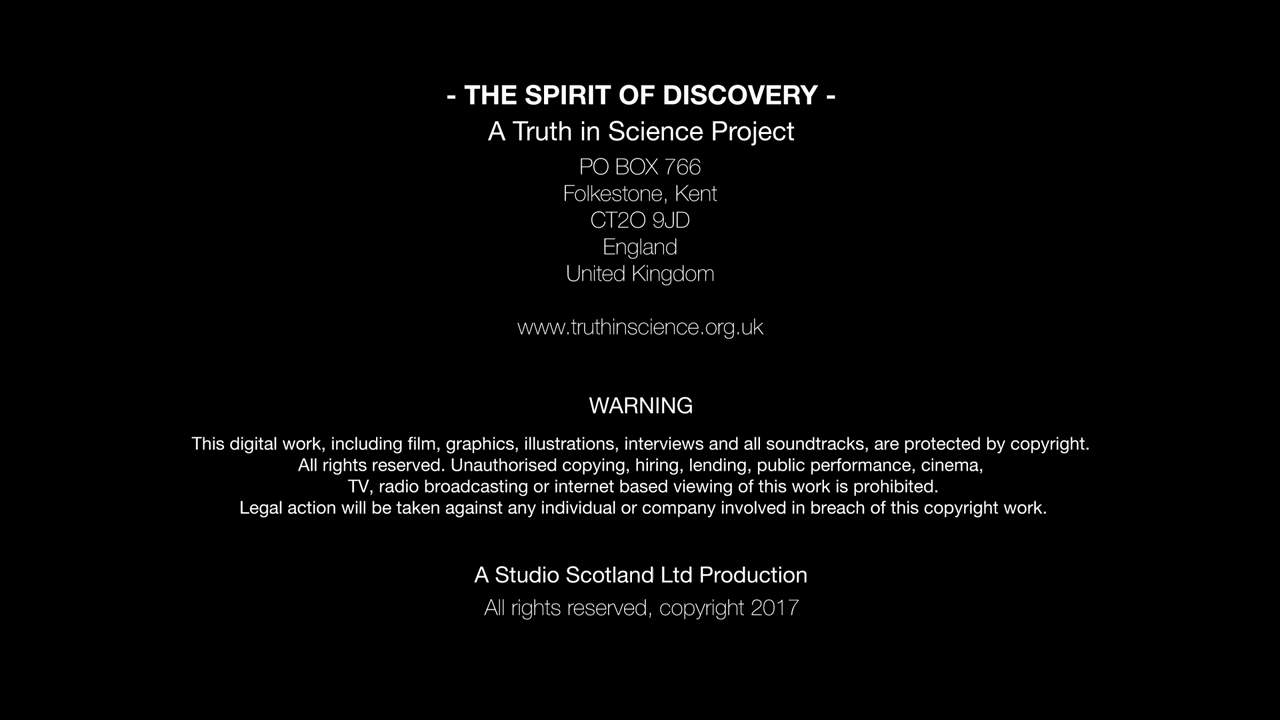 - THE SPIRIT OF DISCOVERY -
A Truth in Science Project
PO BOX 766
Folkestone, Kent
CT2O 9JD
England
United Kingdom
www.truthinscience.org.uk
WARNING
This digital work, including film, graphics, illustrations, interviews and all soundtracks, are protected by copyright.
All rights reserved. Unauthorised copying, hiring, lending, public performance, cinema,
TV, radio broadcasting or internet based viewing of this work is prohibited.
Legal action will be taken against any individual or company involved in breach of this copyright work.
A Studio Scotland Ltd Production
All rights reserved, copyright 2017